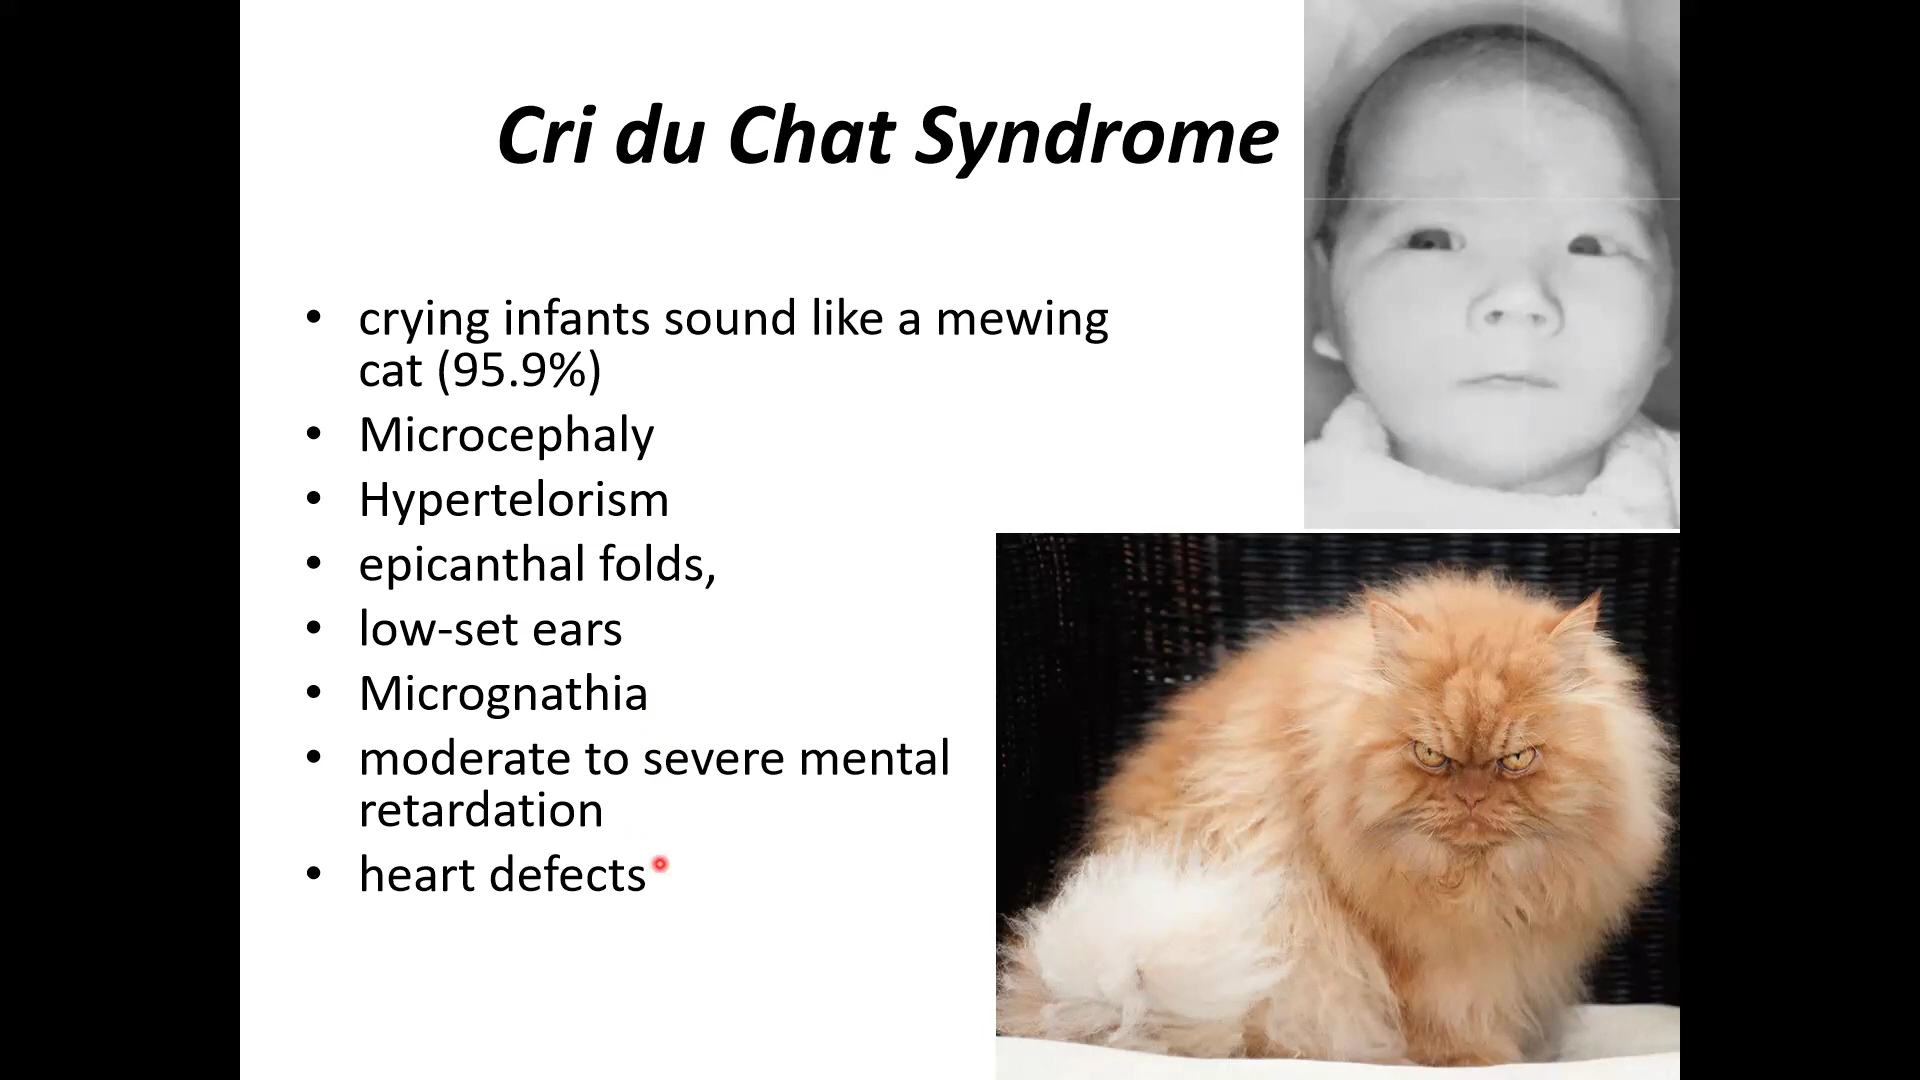 Cri du Chat Syndrome
• crying infants sound like a mewing
cat (95.9%)
• Microcephaly
• Hypertelorism
• epicanthal folds,
• low-set ears
• Micrognathia
• moderate to severe mental
retardation
• heart defects